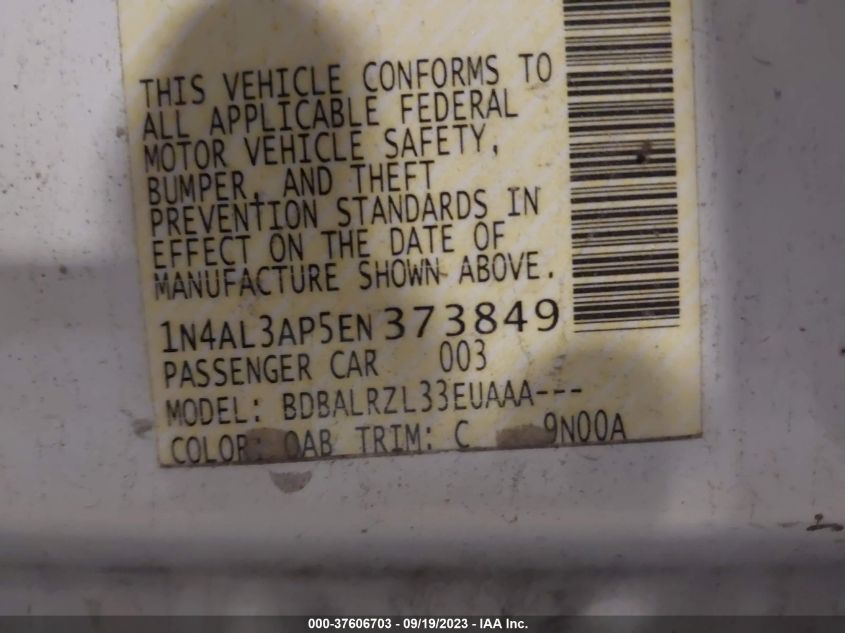 THIS VEHICLE CONFORMS TO
ALL APPLICABLE FEDERAL
MOTOR VEHICLE SAFETY,
BUMPER, AND THEFT
PREVENTION STANDARDS IN
EFFECT ON THE DATE OF
MANUFACTURE SHOWN ABOVE.
1N4AL3AP5EN373849
PASSENGER CAR 003
MODEL: BDBALRZL33EUAAA---
COLOR: QAB TRIM: C 9N00A
000-37606703 - 09/19/2023 - IAA Inc.